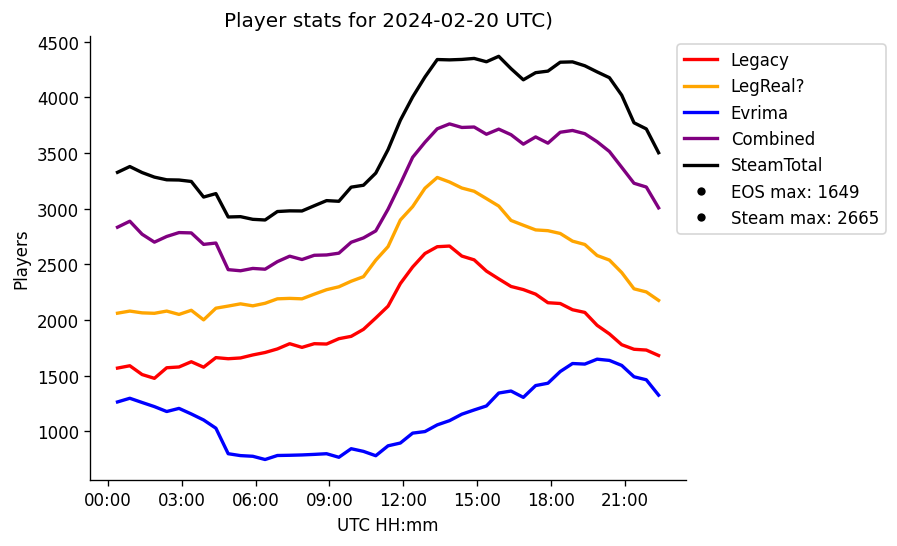 Player stats for 2024-02-20 UTC)
4500
4000
3500
3000
2500
2000
1500
1000
Players
00:00 03:00 06:00 09:00 12:00 15:00 18:00 21:00
UTC HH:mm
Legacy
LegReal?
Evrima
Combined
SteamTotal
EOS max: 1649
Steam max: 2665